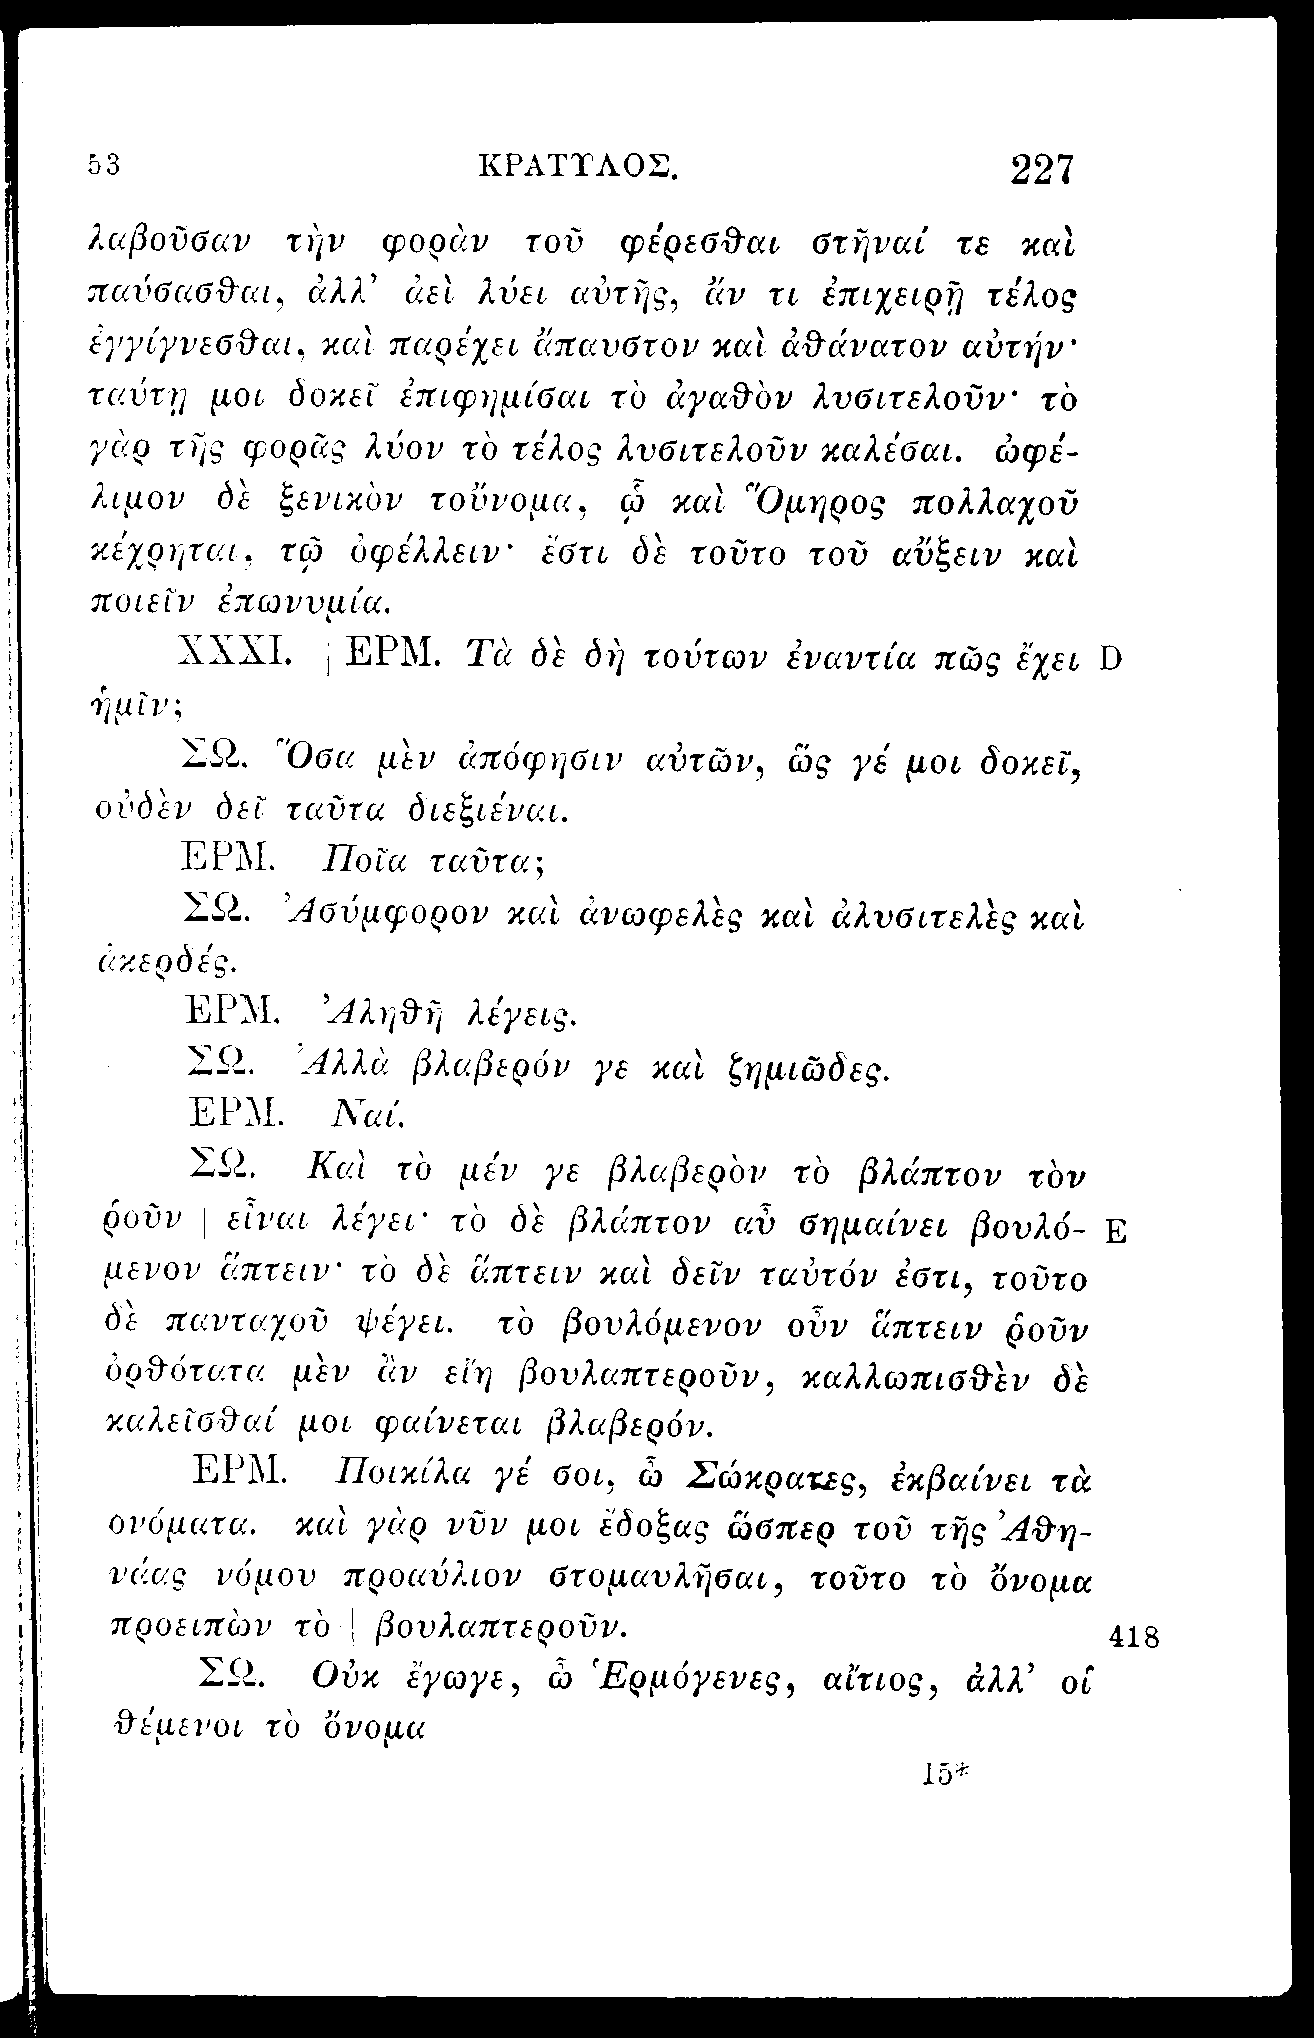 53 ΚΡΑΤΥΛΟΣ. 227
λαβοῦσαν τὴν φορὰν τοῦ φέρεσθαι στῆναί τε καὶ
παύσασθαι, ἀλλ’ ἀεὶ λύει αὐτῆς, ἄν τι ἐπιχειρῇ τέλος
ἐγγίγνεσθαι, καὶ παρέχει ἄπαυστον καὶ ἀθάνατον αὐτήν·
ταύτῃ μοι δοκεῖ ἐπιφημίσαι τὸ ἀγαθὸν λυσιτελοῦν· τὸ
γὰρ τῆς φορᾶς λύον τὸ τέλος λυσιτελοῦν καλέσαι. ὠφέ-
λιμον δὲ ξενικὸν τοὔνομα, ᾧ καὶ Ὅμηρος πολλαχοῦ
κέχρηται, τῷ ὀφέλλειν· ἔστι δὲ τοῦτο τοῦ αὔξειν καὶ
ποιεῖν ἐπωνυμία.
XXXI. | ΕΡΜ. Τὰ δὲ δὴ τούτων ἐναντία πῶς ἔχει D
ἡμῖν;
ΣΩ. Ὅσα μὲν ἀπόφησιν αὐτῶν, ὥς γέ μοι δοκεῖ,
οὐδὲν δεῖ ταῦτα διεξιέναι.
ΕΡΜ. Ποῖα ταῦτα;
ΣΩ. Ἀσύμφορον καὶ ἀνωφελὲς καὶ ἀλυσιτελὲς καὶ
ἀκερδές.
ΕΡΜ. Ἀληθῆ λέγεις.
ΣΩ. Ἀλλὰ βλαβερόν γε καὶ ζημιῶδες.
ΕΡΜ. Ναί.
ΣΩ. Καὶ τὸ μέν γε βλαβερὸν τὸ βλάπτον τὸν
ῥοῦν | εἶναι λέγει· τὸ δὲ βλάπτον αὖ σημαίνει βουλό- E
μενον ἅπτειν· τὸ δὲ ἅπτειν καὶ δεῖν ταὐτόν ἐστι, τοῦτο
δὲ πανταχοῦ ψέγει. τὸ βουλόμενον οὖν ἅπτειν ῥοῦν
ὀρθότατα μὲν ἂν εἴη βουλαπτεροῦν, καλλωπισθὲν δὲ
καλεῖσθαί μοι φαίνεται βλαβερόν.
ΕΡΜ. Ποικίλα γέ σοι, ὦ Σώκρατες, ἐκβαίνει τὰ
ὀνόματα. καὶ γὰρ νῦν μοι ἔδοξας ὥσπερ τοῦ τῆς Ἀθη-
νάας νόμου προαύλιον στομαυλῆσαι, τοῦτο τὸ ὄνομα
προειπὼν τὸ | βουλαπτεροῦν. 418
ΣΩ. Οὐκ ἔγωγε, ὦ Ἑρμόγενες, αἴτιος, ἀλλ’ οἱ
θέμενοι τὸ ὄνομα
15*